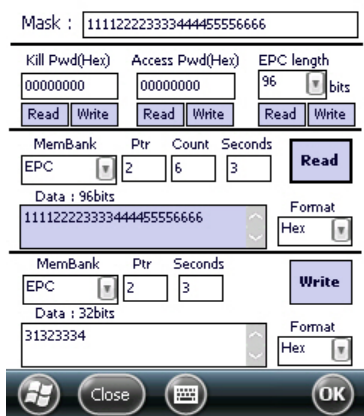 Mask : 111122223333444455556666
Kill Pwd(Hex) Access Pwd(Hex) EPC length
00000000 00000000 96 bits
Read Write Read Write Read Write
MemBank Ptr Count Seconds
EPC 2 6 3 Read
Data : 96bits
111122223333444455556666
Format
Hex
MemBank Ptr Seconds
EPC 2 3 Write
Data : 32bits
31323334
Format
Hex
Close OK